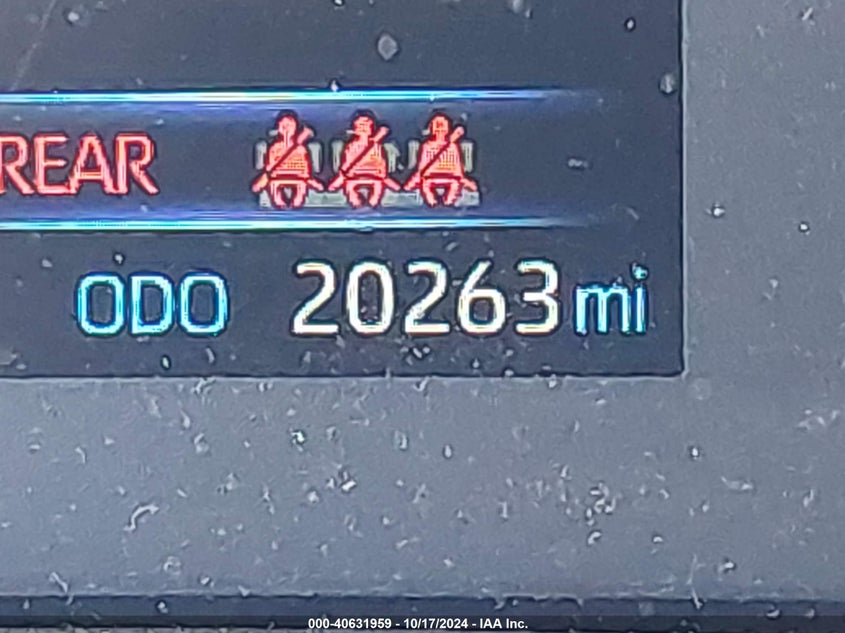 REAR
ODO 20263 mi
000-40631959 - 10/17/2024 - IAA Inc.